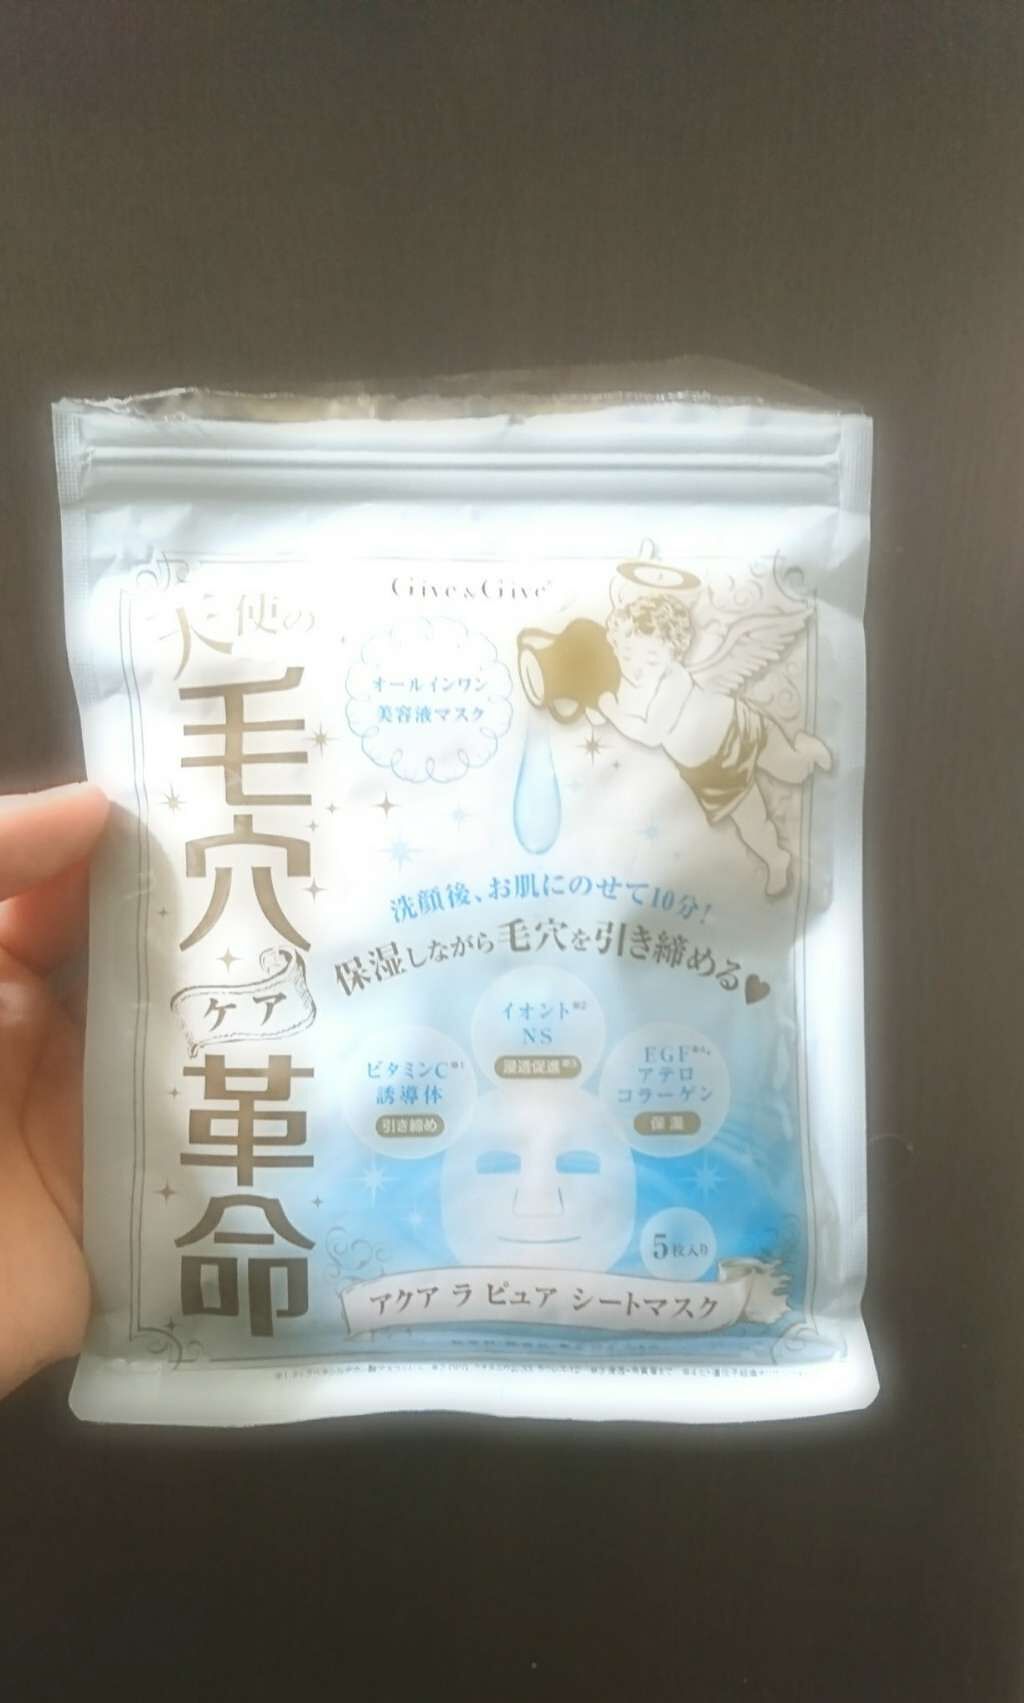 Give&Give
天使の
毛穴
ケア
革命
オールインワン
美容液マスク
洗顔後、お肌にのせて10分!
保湿しながら毛穴を引き締める♥
イオント※2
NS
浸透促進※3
ビタミンC※1
誘導体
引き締め
EGF※4
アテロ
コラーゲン
保湿
5枚入り
アクア ラ ピュア シートマスク